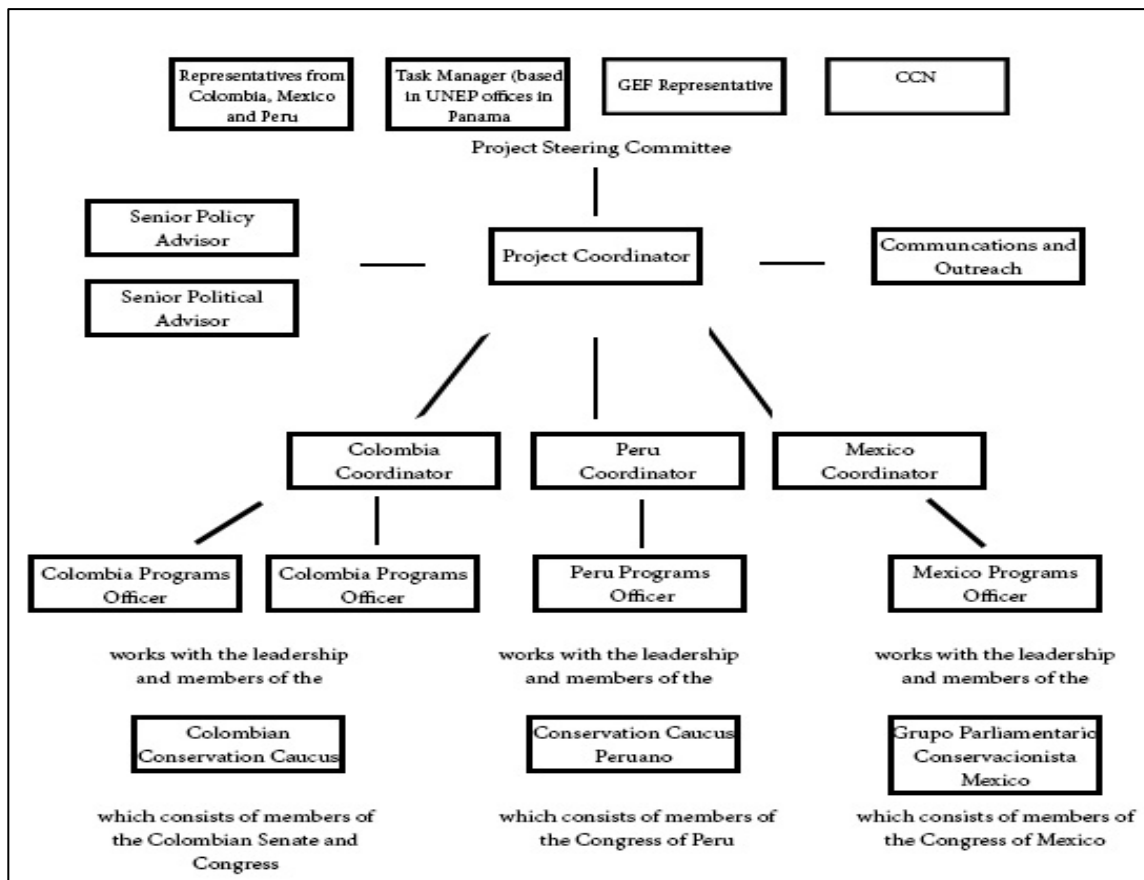 Representatives from
Colombia, Mexico
and Peru
Task Manager (based
in UNEP offices in
Panama
GEF Representative
CCN
Project Steering Committee
Senior Policy
Advisor
Senior Political
Advisor
Project Coordinator
Communcations and
Outreach
Colombia
Coordinator
Peru
Coordinator
Mexico
Coordinator
Colombia Programs
Officer
Colombia Programs
Officer
Peru Programs
Officer
Mexico Programs
Officer
works with the leadership
and members of the
works with the leadership
and members of the
works with the leadership
and members of the
Colombian
Conservation Caucus
Conservation Caucus
Peruano
Grupo Parliamentario
Conservacionista
Mexico
which consists of members of
the Colombian Senate and
Congress
which consists of members of
the Congress of Peru
which consists of members of
the Congress of Mexico